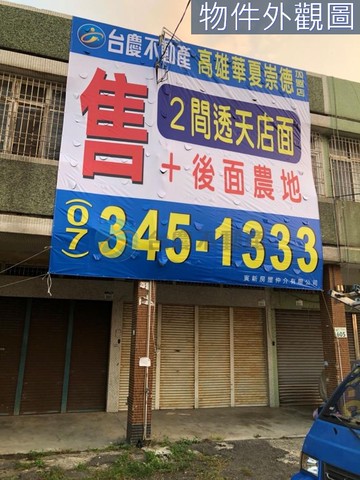 物件外觀圖
台慶不動產 高雄華夏崇德 加盟店
售
2間透天店面
+後面農地
(07) 345-1333